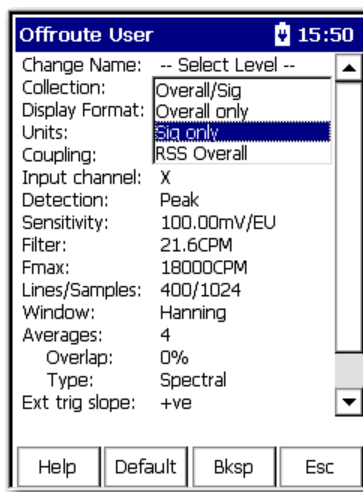 Offroute User 15:50
Change Name: -- Select Level --
Collection: Overall/Sig
Display Format: Overall only
Units: Sig only
Coupling: RSS Overall
Input channel: X
Detection: Peak
Sensitivity: 100.00mV/EU
Filter: 21.6CPM
Fmax: 18000CPM
Lines/Samples: 400/1024
Window: Hanning
Averages: 4
Overlap: 0%
Type: Spectral
Ext trig slope: +ve
Help Default Bksp Esc